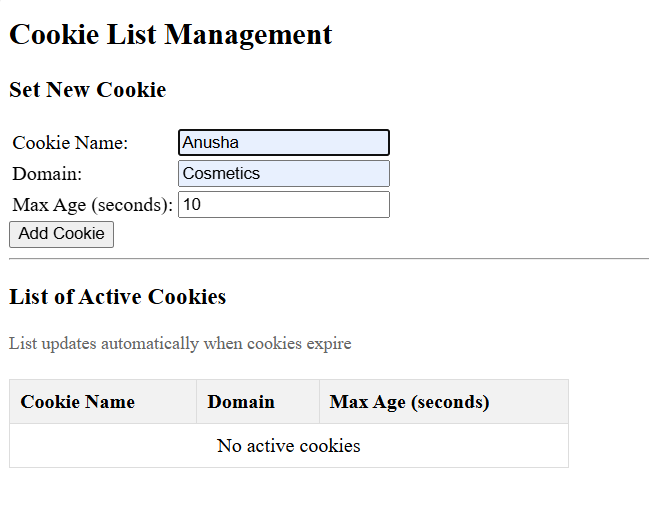 Cookie List Management
Set New Cookie
Cookie Name: Anusha
Domain: Cosmetics
Max Age (seconds): 10
Add Cookie
List of Active Cookies
List updates automatically when cookies expire
Cookie Name Domain Max Age (seconds)
No active cookies